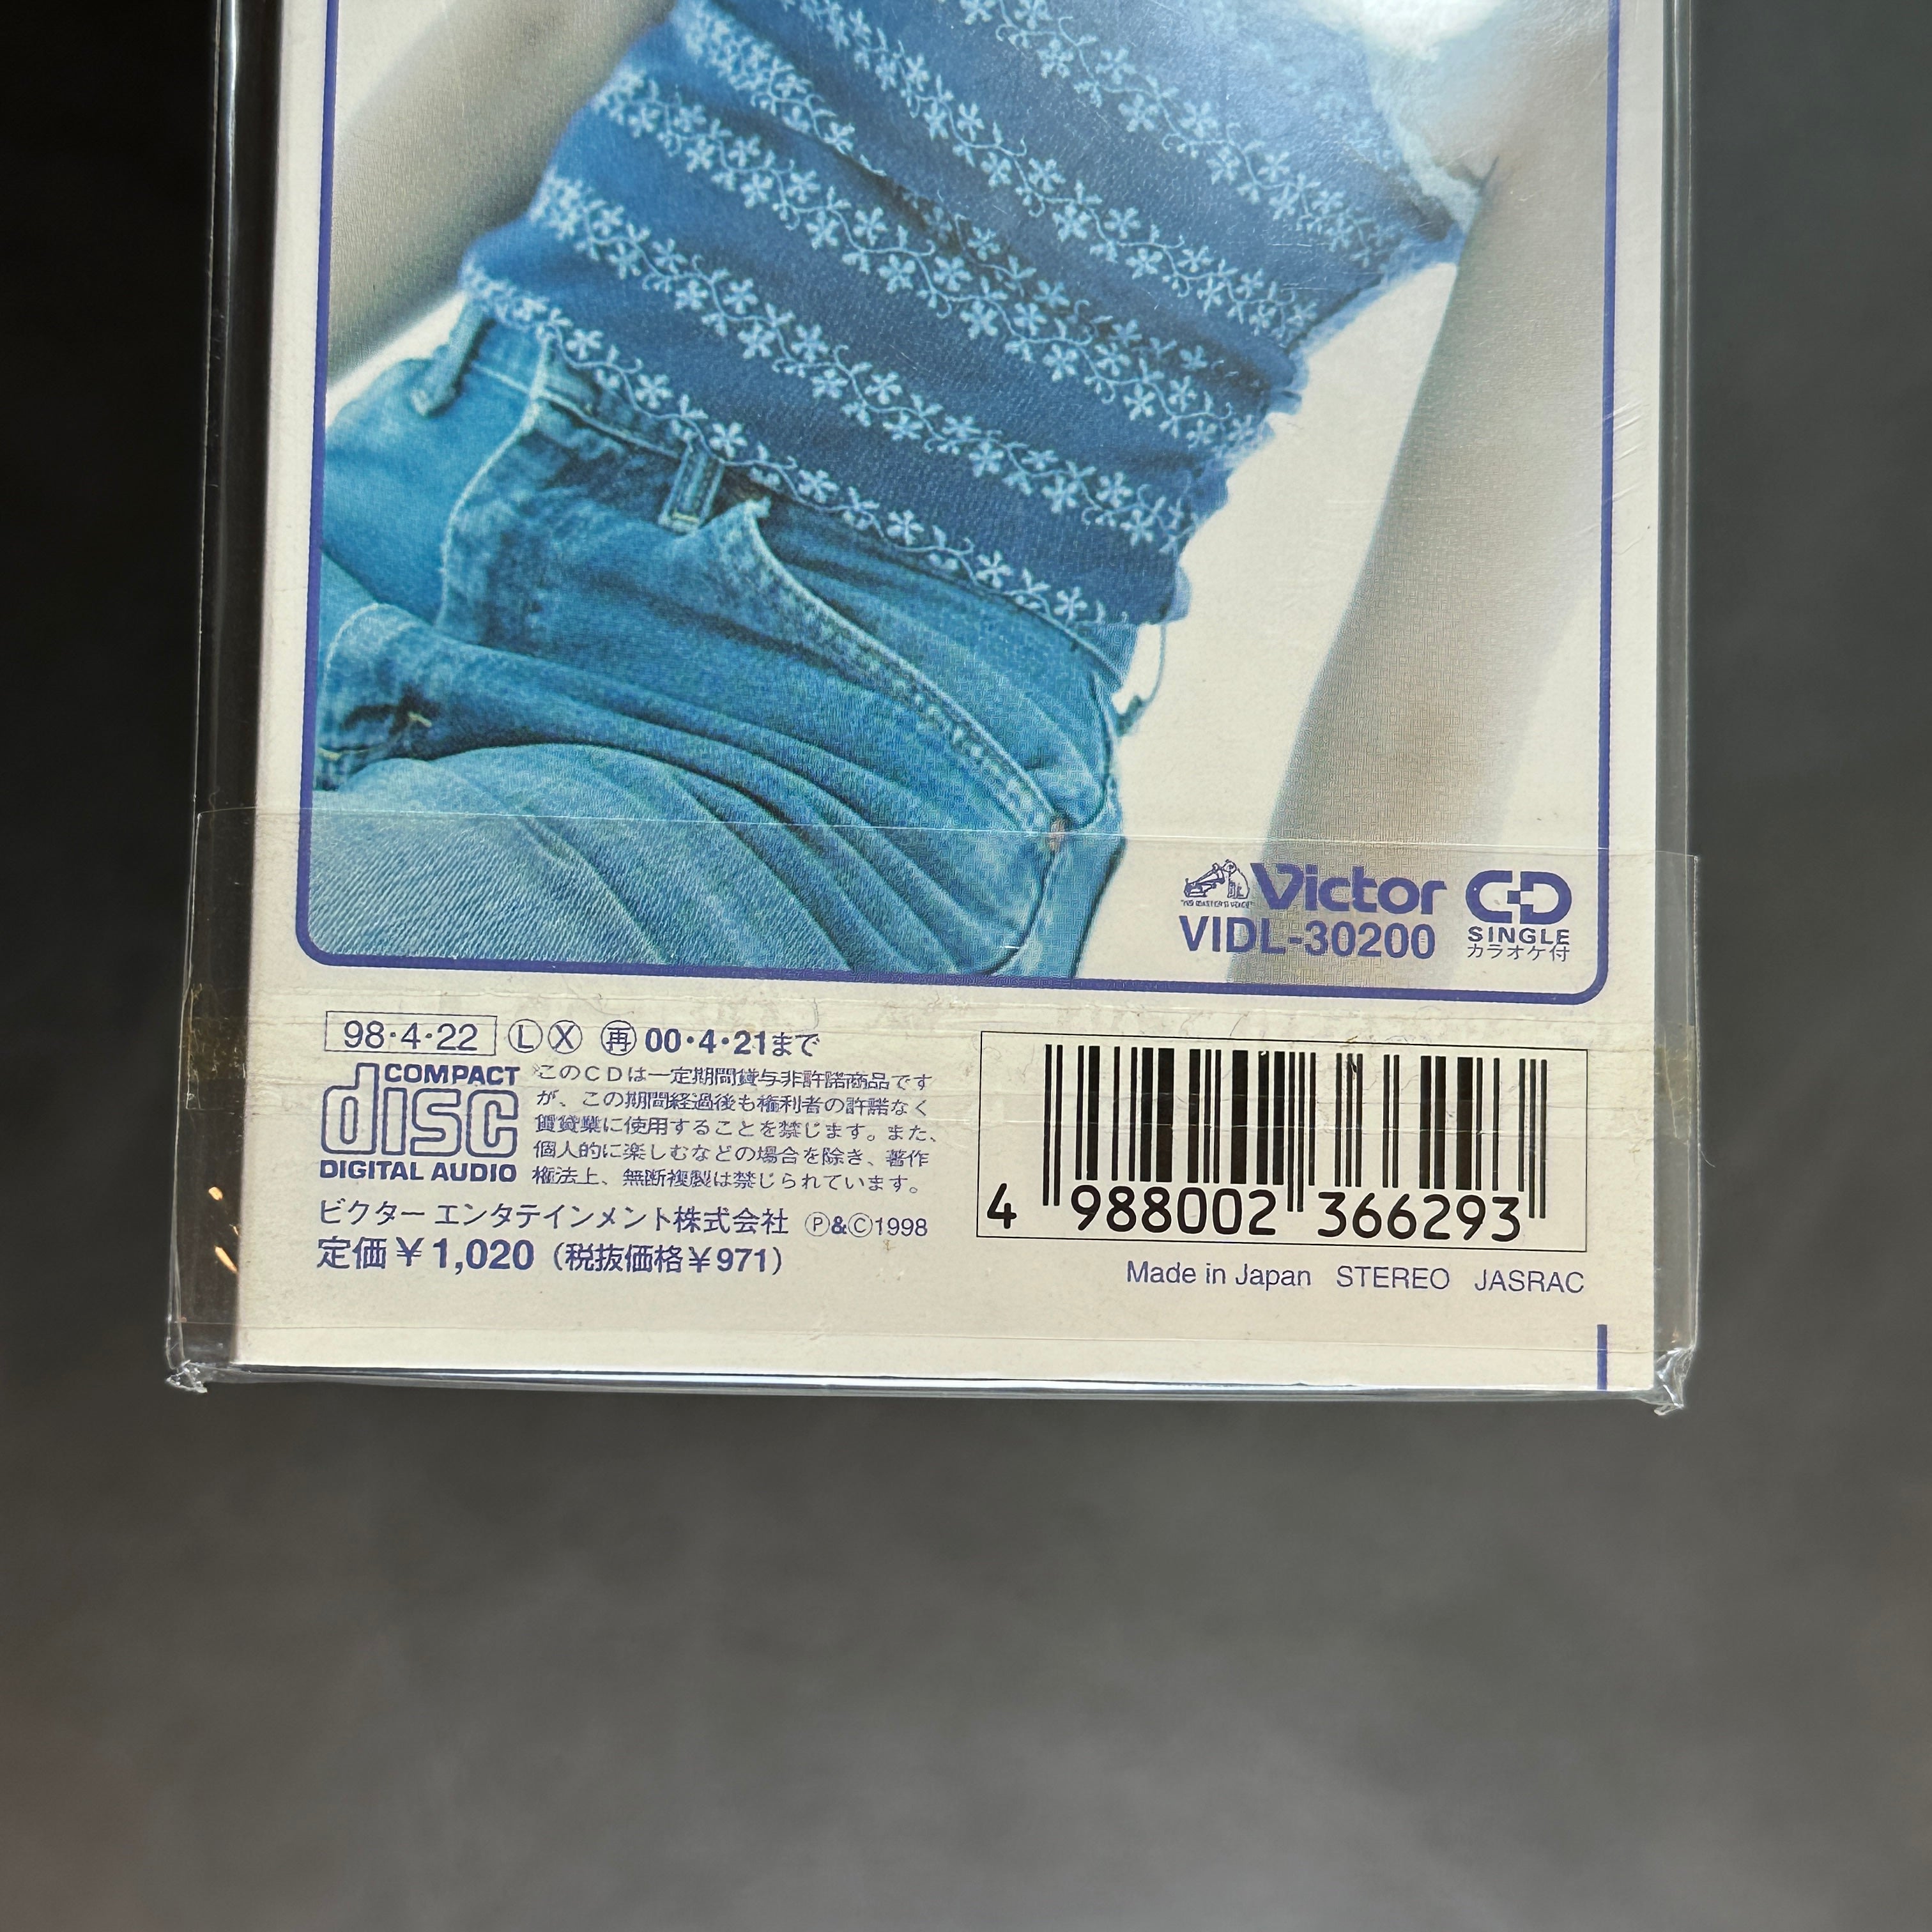 "HIS MASTER'S VOICE"
Victor
VIDL-30200
CD
SINGLE
カラオケ付
98・4・22 Ⓛ Ⓧ ㊢ 00・4・21まで
COMPACT
disc
DIGITAL AUDIO
このCDは一定期間貸与非許諾商品です
が、この期間経過後も権利者の許諾なく
賃貸業に使用することを禁じます。また、
個人的に楽しむなどの場合を除き、著作
権法上、無断複製は禁じられています。
ビクター エンタテインメント株式会社 Ⓟ&Ⓒ1998
定価￥1,020（税抜価格￥971）
4 988002 366293
Made in Japan STEREO JASRAC